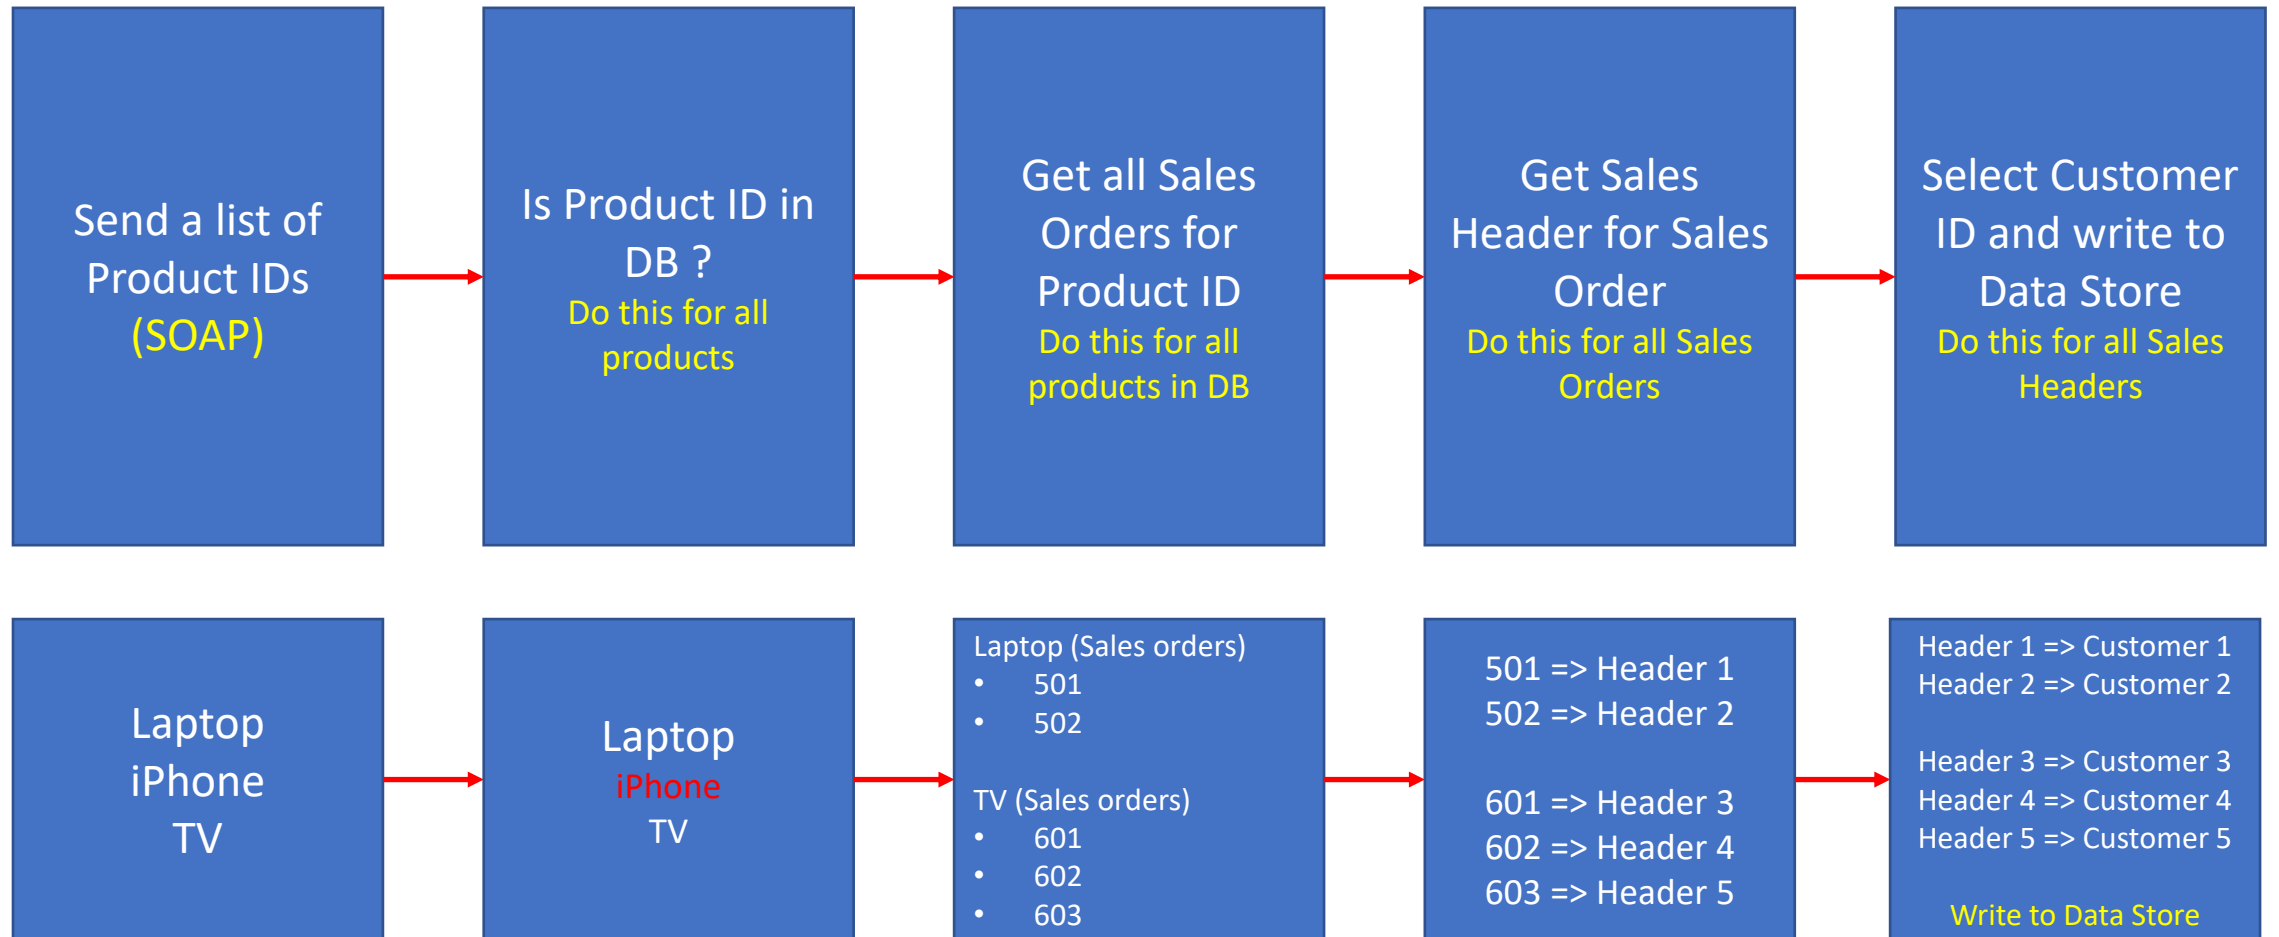 Send a list of
Product IDs
(SOAP)
Is Product ID in
DB ?
Do this for all
products
Get all Sales
Orders for
Product ID
Do this for all
products in DB
Get Sales
Header for Sales
Order
Do this for all Sales
Orders
Select Customer
ID and write to
Data Store
Do this for all Sales
Headers
Laptop
iPhone
TV
Laptop
iPhone
TV
Laptop (Sales orders)
• 501
• 502
TV (Sales orders)
• 601
• 602
• 603
501 => Header 1
502 => Header 2
601 => Header 3
602 => Header 4
603 => Header 5
Header 1 => Customer 1
Header 2 => Customer 2
Header 3 => Customer 3
Header 4 => Customer 4
Header 5 => Customer 5
Write to Data Store